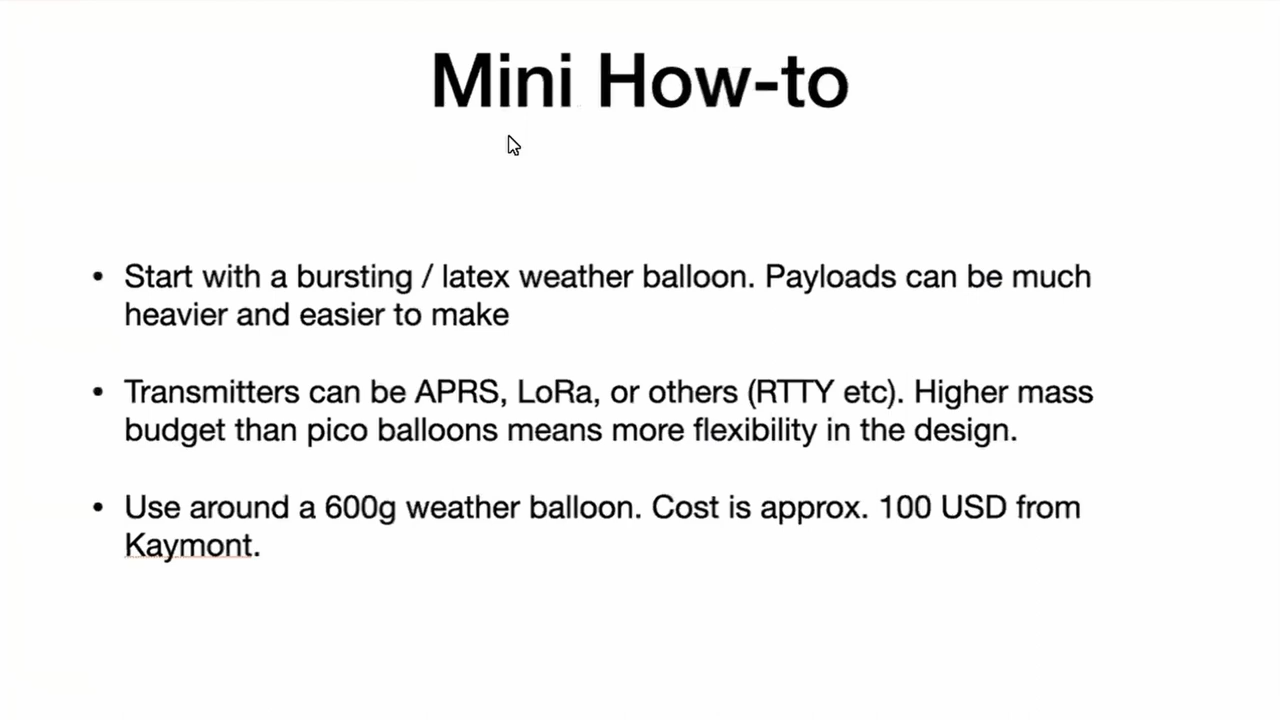 Mini How-to
• Start with a bursting / latex weather balloon. Payloads can be much
heavier and easier to make
• Transmitters can be APRS, LoRa, or others (RTTY etc). Higher mass
budget than pico balloons means more flexibility in the design.
• Use around a 600g weather balloon. Cost is approx. 100 USD from
Kaymont.